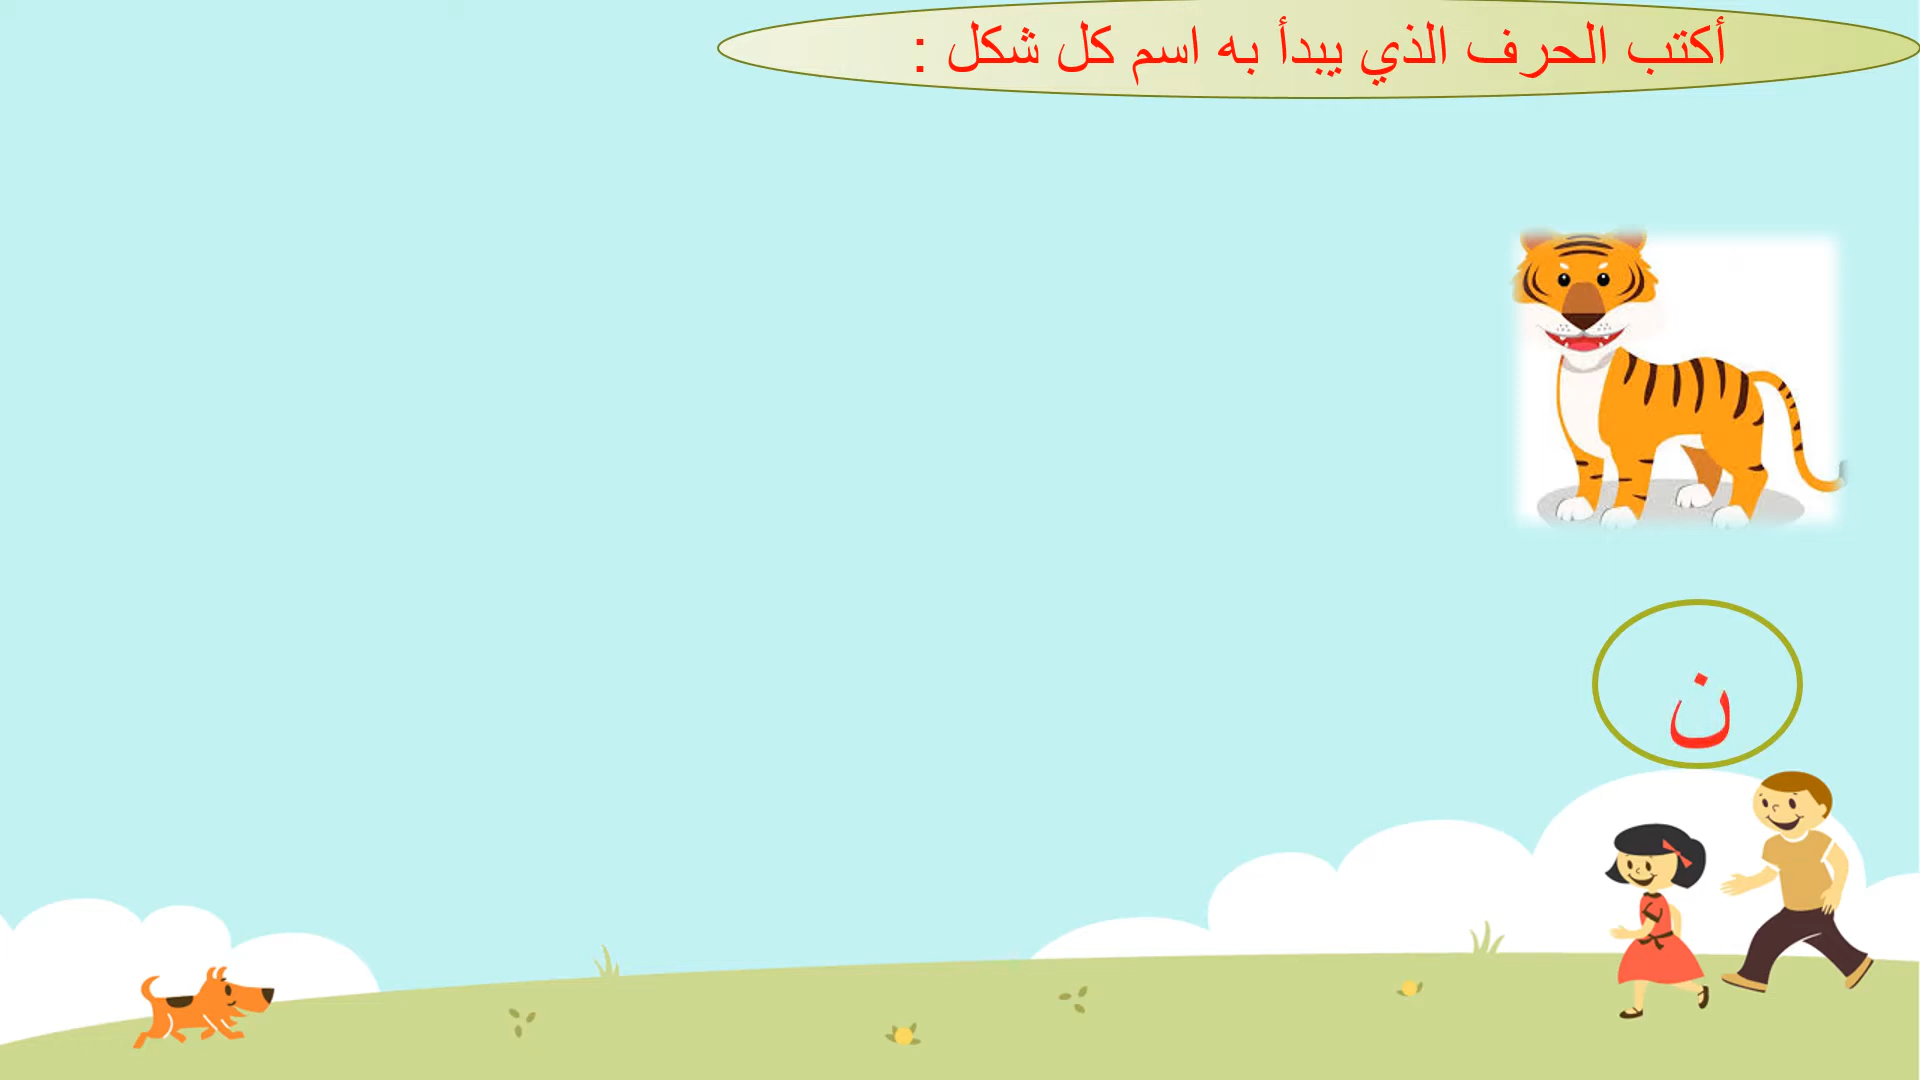 أكتب الحرف الذي يبدأ به اسم كل شكل :
ن